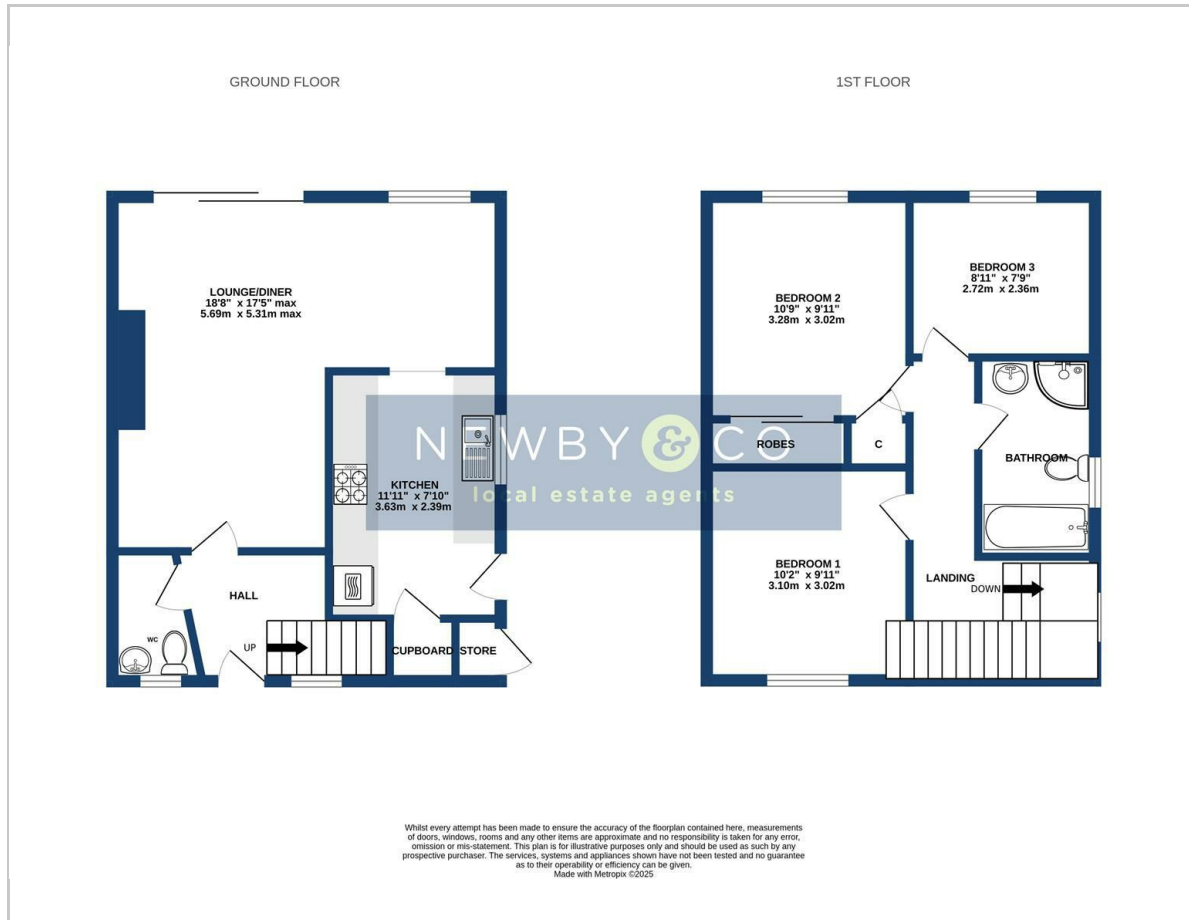 GROUND FLOOR
1ST FLOOR
LOUNGE/DINER
18'8" x 17'5" max
5.69m x 5.31m max
KITCHEN
11'11" x 7'10"
3.63m x 2.39m
HALL
WC
UP
CUPBOARD
STORE
BEDROOM 2
10'9" x 9'11"
3.28m x 3.02m
BEDROOM 3
8'11" x 7'9"
2.72m x 2.36m
ROBES
C
BATHROOM
BEDROOM 1
10'2" x 9'11"
3.10m x 3.02m
LANDING
DOWN
NEWBY & CO
local estate agents
Whilst every attempt has been made to ensure the accuracy of the floorplan contained here, measurements
of doors, windows, rooms and any other items are approximate and no responsibility is taken for any error,
omission or mis-statement. This plan is for illustrative purposes only and should be used as such by any
prospective purchaser. The services, systems and appliances shown have not been tested and no guarantee
as to their operability or efficiency can be given.
Made with Metropix ©2025